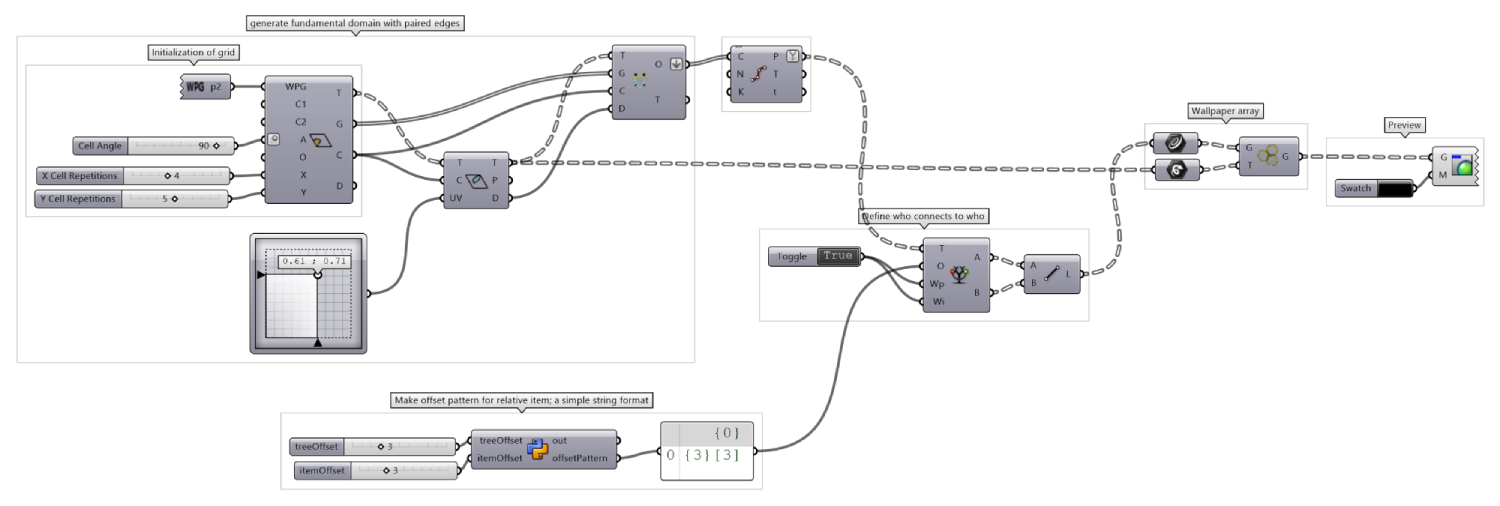 generate fundamental domain with paired edges
Initialization of grid
WPG p2
WPG
C1
C2
A
O
X
Y
T
G
C
D
Cell Angle 90
X Cell Repetitions 4
Y Cell Repetitions 5
T
C
UV
T
P
D
0.61 ; 0.71
T
G
C
D
O
T
C
N
K
P
T
t
Define who connects to who
Toggle True
T
O
Wp
Wi
A
B
A
B
L
Wallpaper array
G
T
G
Preview
G
M
Swatch
Make offset pattern for relative item; a simple string format
treeOffset 3
itemOffset 3
treeOffset
itemOffset
out
offsetPattern
{0}
0 {3}[3]